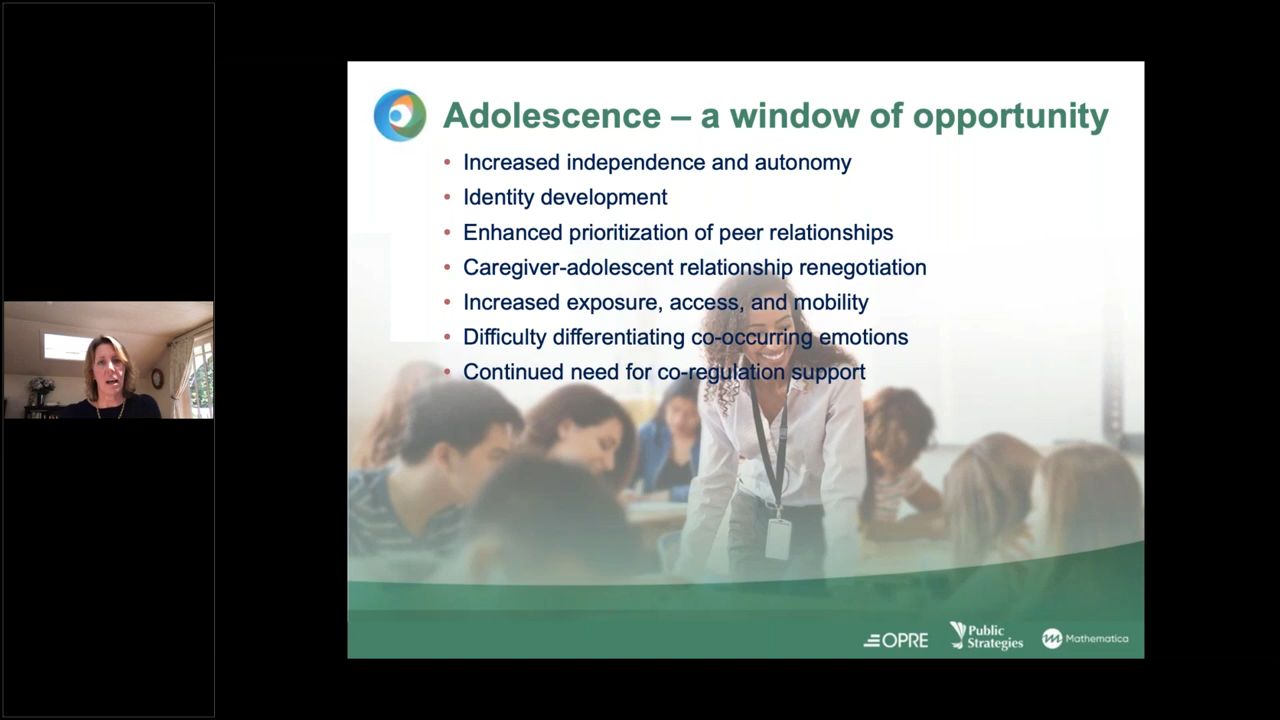 Adolescence – a window of opportunity
• Increased independence and autonomy
• Identity development
• Enhanced prioritization of peer relationships
• Caregiver-adolescent relationship renegotiation
• Increased exposure, access, and mobility
• Difficulty differentiating co-occurring emotions
• Continued need for co-regulation support
OPRE
Public
Strategies
Mathematica